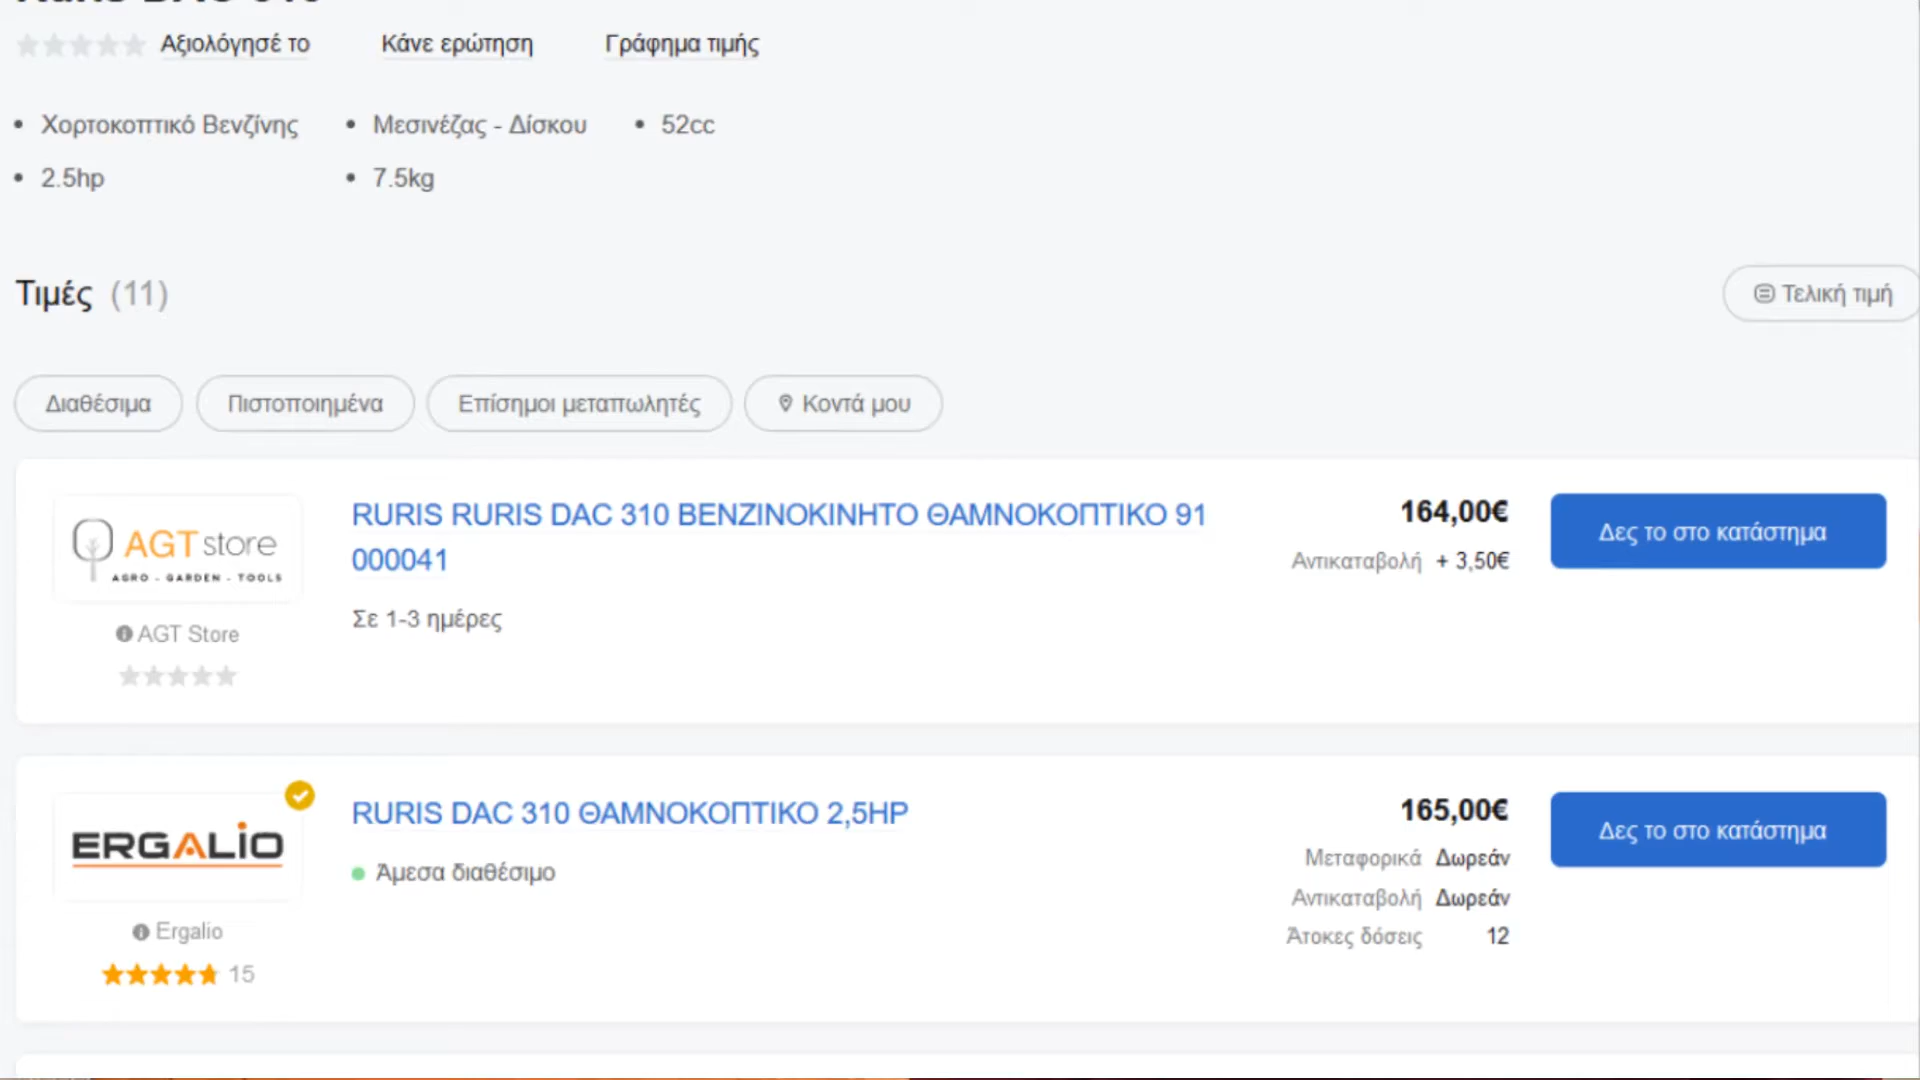 Αξιολόγησέ το Κάνε ερώτηση Γράφημα τιμής
• Χορτοκοπτικό Βενζίνης • Μεσινέζας - Δίσκου • 52cc
• 2.5hp • 7.5kg
Τιμές (11)
Τελική τιμή
Διαθέσιμα Πιστοποιημένα Επίσημοι μεταπωλητές Κοντά μου
AGT store
AGRO - GARDEN - TOOLS
AGT Store
RURIS RURIS DAC 310 ΒΕΝΖΙΝΟΚΙΝΗΤΟ ΘΑΜΝΟΚΟΠΤΙΚΟ 91
000041
Σε 1-3 ημέρες
164,00€
Αντικαταβολή + 3,50€
Δες το στο κατάστημα
ERGALIO
Ergalio
15
RURIS DAC 310 ΘΑΜΝΟΚΟΠΤΙΚΟ 2,5HP
Άμεσα διαθέσιμο
165,00€
Μεταφορικά Δωρεάν
Αντικαταβολή Δωρεάν
Άτοκες δόσεις 12
Δες το στο κατάστημα